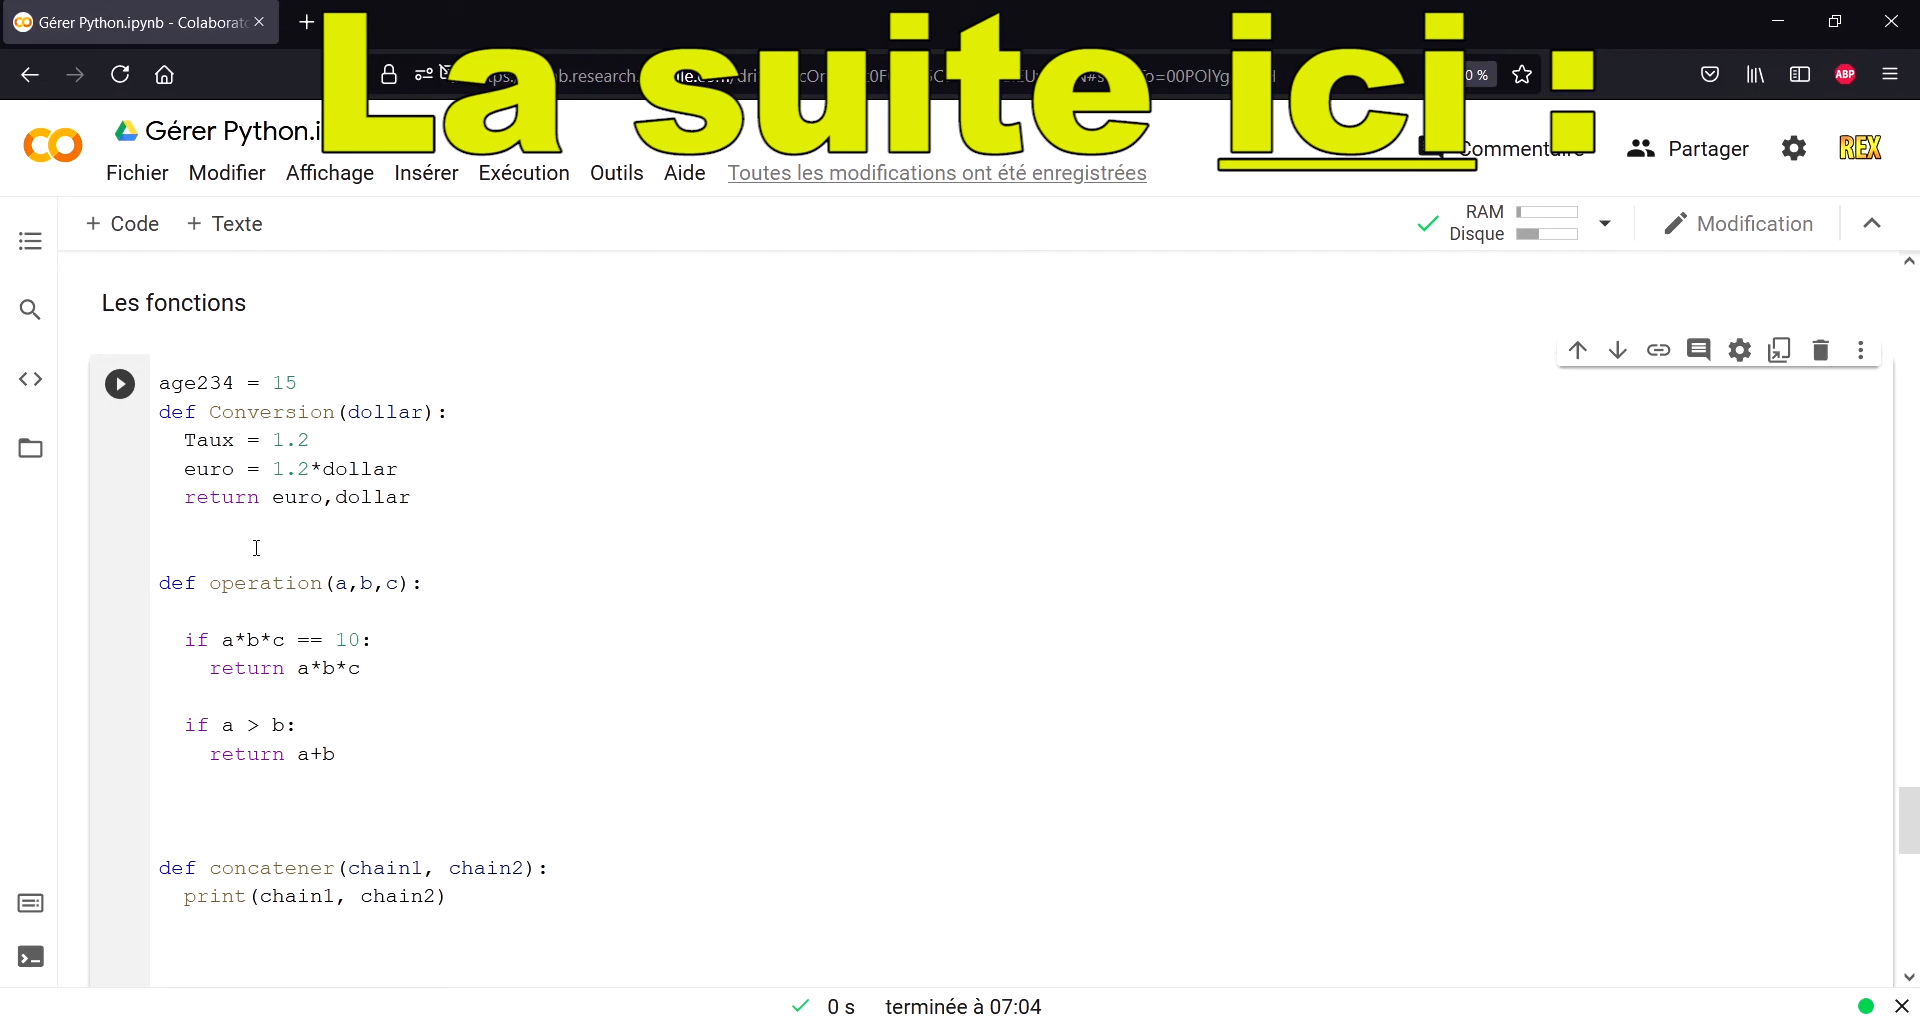 Gérer Python.ipynb - Colaborat
La suite ici :
Gérer Python.i
Commentaire
Partager
REX
Fichier Modifier Affichage Insérer Exécution Outils Aide Toutes les modifications ont été enregistrées
+ Code + Texte
RAM
Disque
Modification
Les fonctions
age234 = 15
def Conversion(dollar):
Taux = 1.2
euro = 1.2*dollar
return euro,dollar
def operation(a,b,c):
if a*b*c == 10:
return a*b*c
if a > b:
return a+b
def concatener(chain1, chain2):
print(chain1, chain2)
0 s terminée à 07:04
ABP